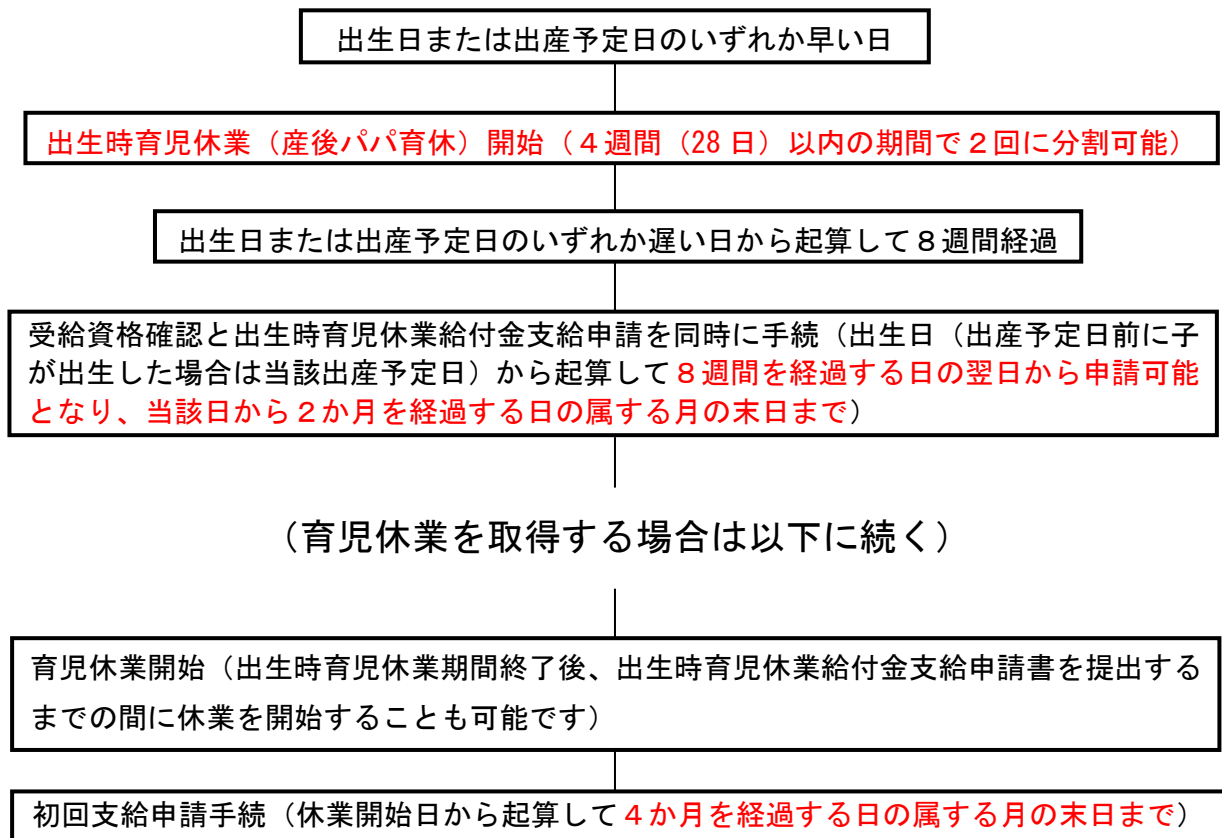 出生日または出産予定日のいずれか早い日
出生時育児休業（産後パパ育休）開始（４週間（28 日）以内の期間で２回に分割可能）
出生日または出産予定日のいずれか遅い日から起算して８週間経過
受給資格確認と出生時育児休業給付金支給申請を同時に手続（出生日（出産予定日前に子
が出生した場合は当該出産予定日）から起算して８週間を経過する日の翌日から申請可能
となり、当該日から２か月を経過する日の属する月の末日まで）
（育児休業を取得する場合は以下に続く）
育児休業開始（出生時育児休業期間終了後、出生時育児休業給付金支給申請書を提出する
までの間に休業を開始することも可能です）
初回支給申請手続（休業開始日から起算して４か月を経過する日の属する月の末日まで）